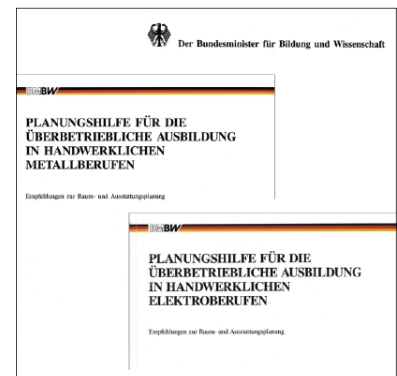 Der Bundesminister für Bildung und Wissenschaft
BMBW
PLANUNGSHILFE FÜR DIE
ÜBERBETRIEBLICHE AUSBILDUNG
IN HANDWERKLICHEN
METALLBERUFEN
Empfehlungen zur Raum- und Ausstattungsplanung
BMBW
PLANUNGSHILFE FÜR DIE
ÜBERBETRIEBLICHE AUSBILDUNG
IN HANDWERKLICHEN
ELEKTROBERUFEN
Empfehlungen zur Raum- und Ausstattungsplanung